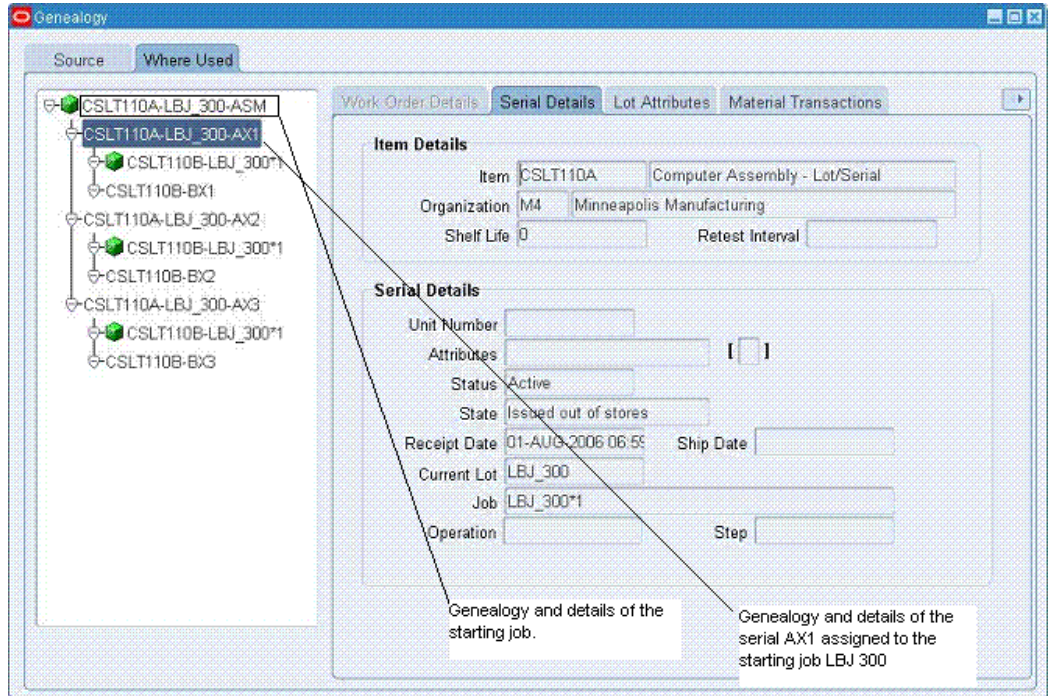 Genealogy
Source Where Used
CSLT110A-LBJ_300-ASM
CSLT110A-LBJ_300-AX1
CSLT110B-LBJ_300*1
CSLT110B-BX1
CSLT110A-LBJ_300-AX2
CSLT110B-LBJ_300*1
CSLT110B-BX2
CSLT110A-LBJ_300-AX3
CSLT110B-LBJ_300*1
CSLT110B-BX3
Work Order Details Serial Details Lot Attributes Material Transactions
Item Details
Item CSLT110A Computer Assembly - Lot/Serial
Organization M4 Minneapolis Manufacturing
Shelf Life 0 Retest Interval
Serial Details
Unit Number
Attributes [ ]
Status Active
State Issued out of stores
Receipt Date 01-AUG-2006 06:59 Ship Date
Current Lot LBJ_300
Job LBJ_300*1
Operation Step
Genealogy and details of the
starting job.
Genealogy and details of the
serial AX1 assigned to the
starting job LBJ 300